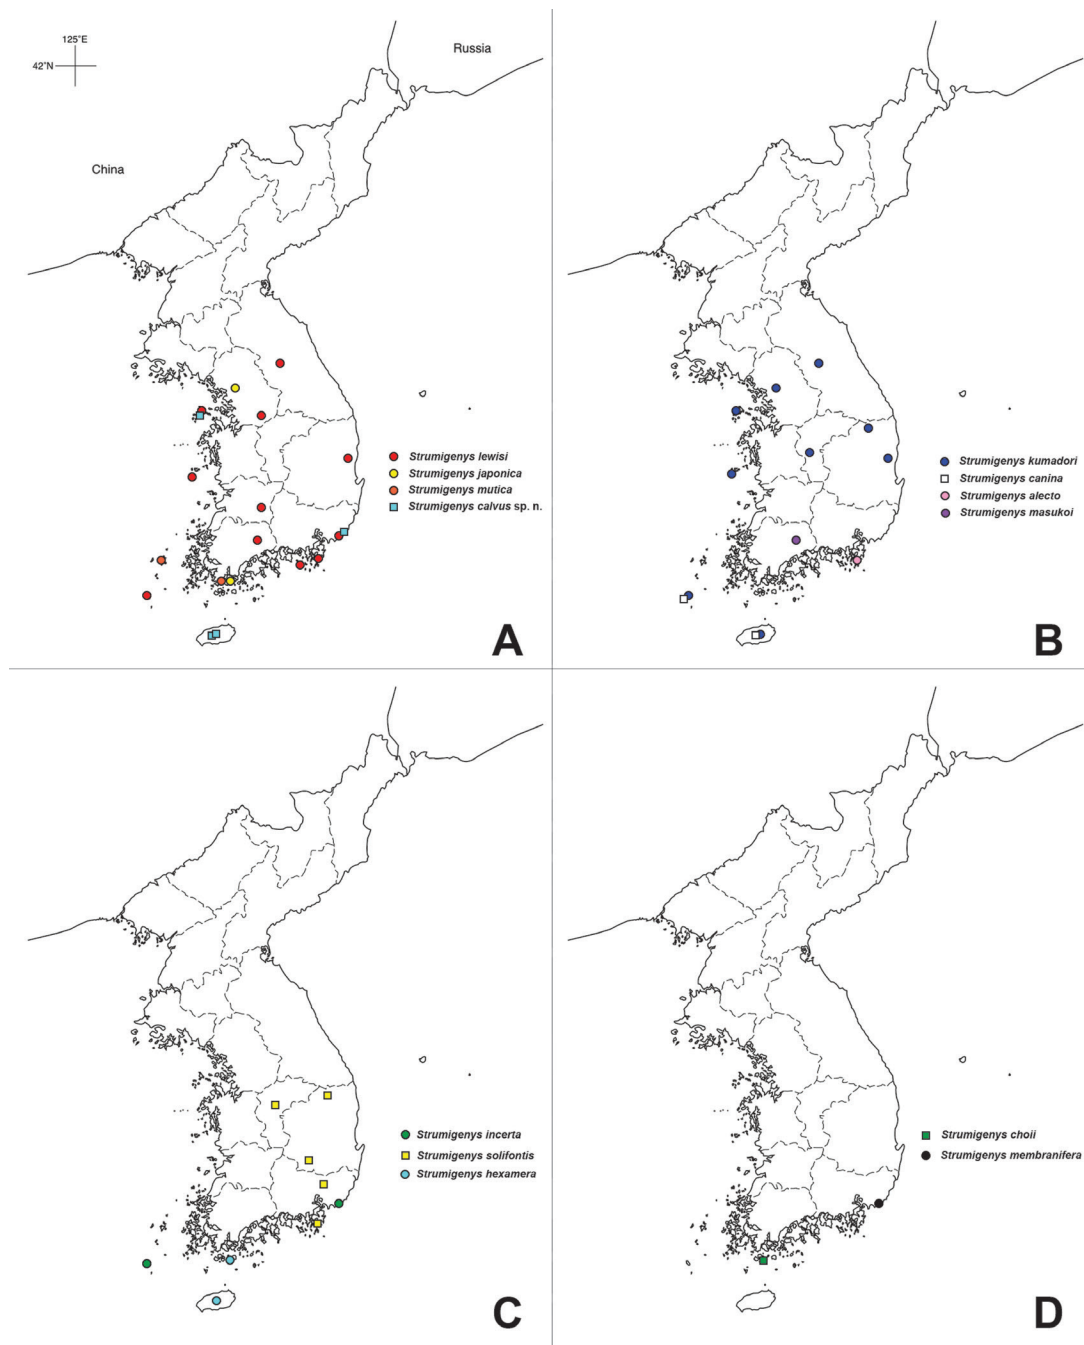 125°E
42°N
Russia
China
Strumigenys lewisi
Strumigenys japonica
Strumigenys mutica
Strumigenys calvus sp. n.
A
Strumigenys kumadori
Strumigenys canina
Strumigenys alecto
Strumigenys masukoi
B
Strumigenys incerta
Strumigenys solifontis
Strumigenys hexamera
C
Strumigenys choii
Strumigenys membranifera
D